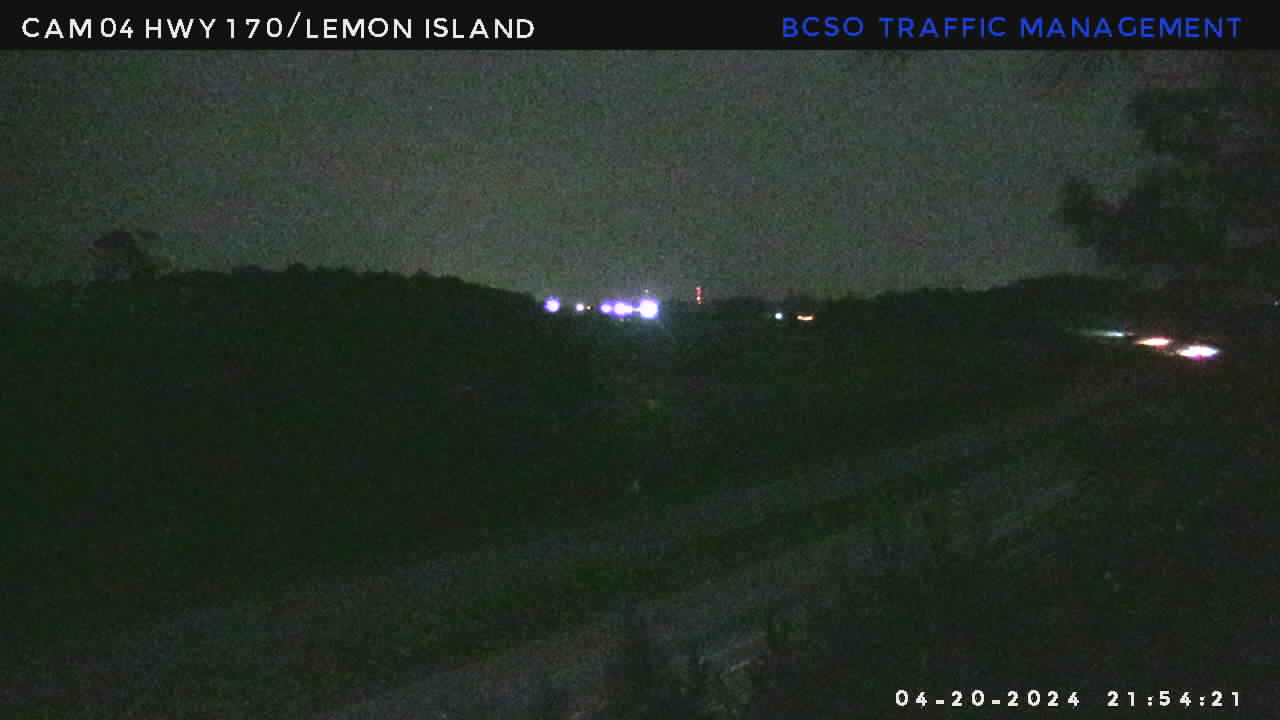 CAM04 HWY 170/LEMON ISLAND
BCSO TRAFFIC MANAGEMENT
04-20-2024 21:54:21